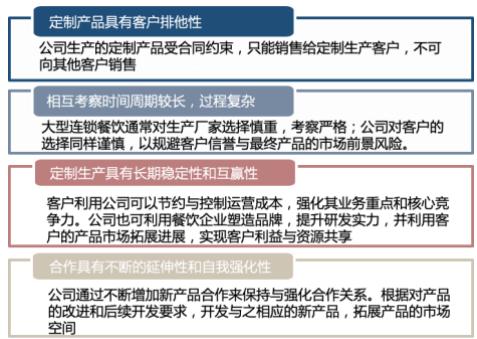 定制产品具有客户排他性
公司生产的定制产品受合同约束，只能销售给定制生产客户，不可
向其他客户销售
相互考察时间周期较长，过程复杂
大型连锁餐饮通常对生产厂家选择慎重，考察严格；公司对客户的
选择同样谨慎，以规避客户信誉与最终产品的市场前景风险。
定制生产具有长期稳定性和互赢性
客户利用公司可以节约与控制运营成本，强化其业务重点和核心竞
争力。公司也可利用餐饮企业塑造品牌，提升研发实力，并利用客
户的产品市场拓展进展，实现客户利益与资源共享
合作具有不断的延伸性和自我强化性
公司通过不断增加新产品合作来保持与强化合作关系。根据对产品
的改进和后续开发要求，开发与之相应的新产品，拓展产品的市场
空间